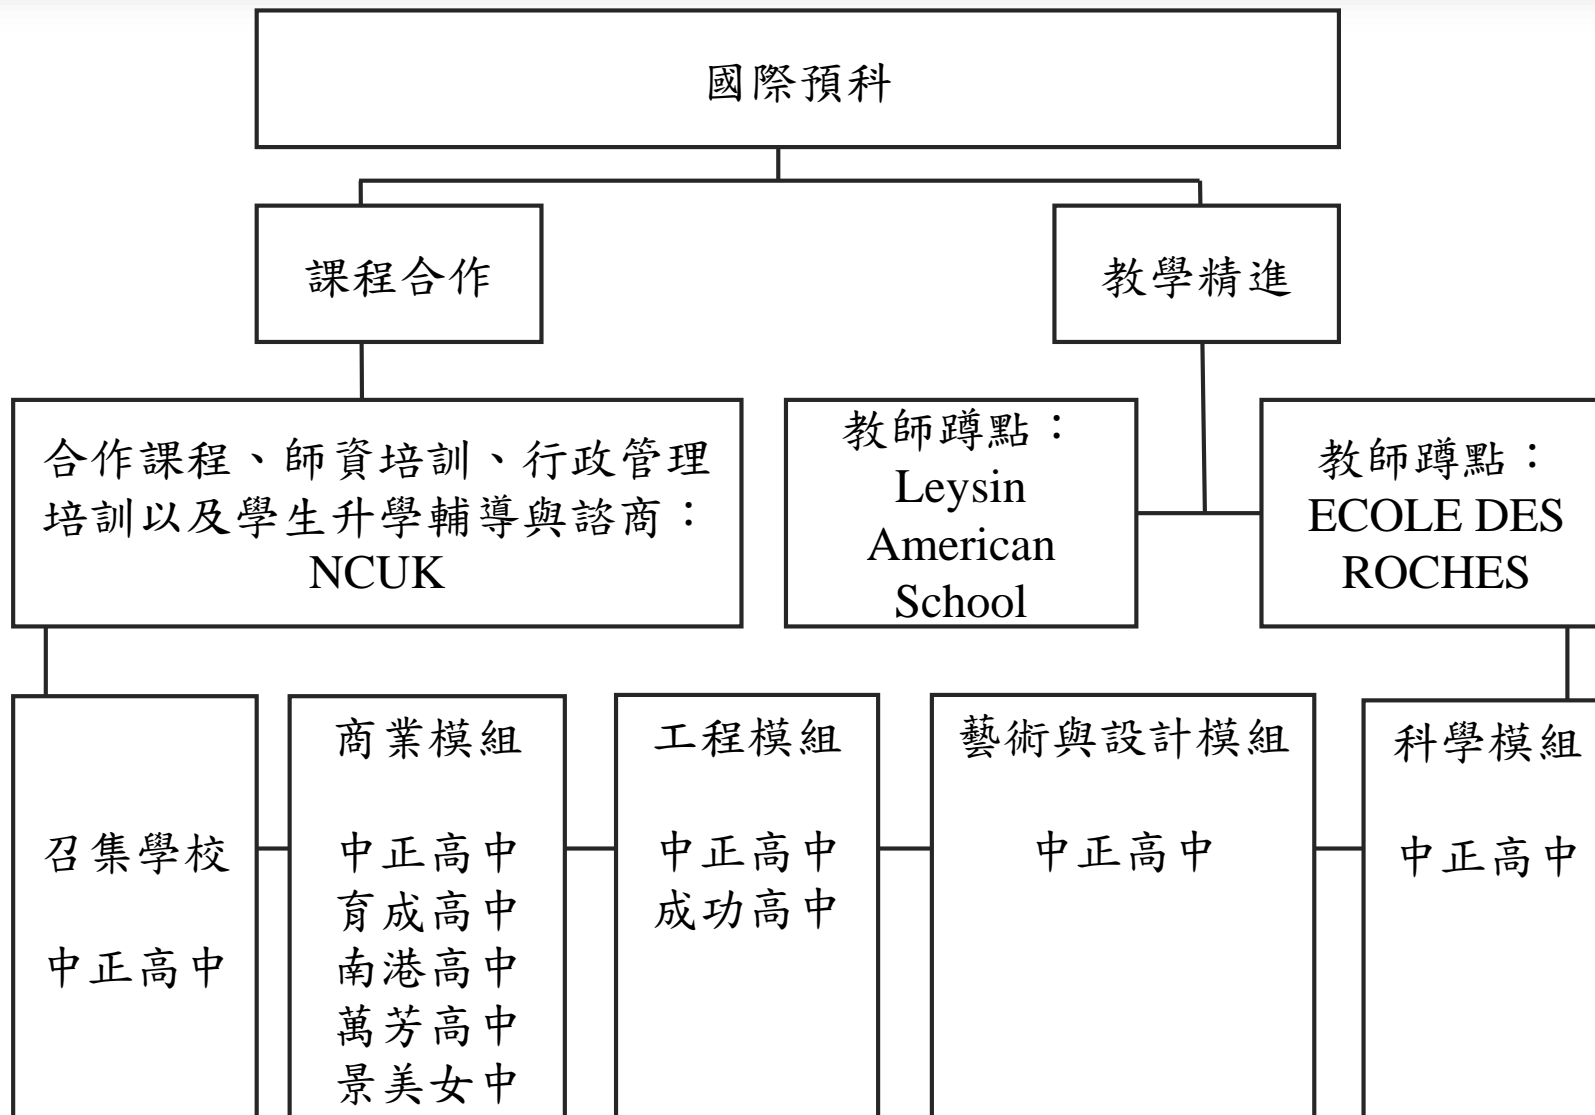 國際預科
課程合作
教學精進
合作課程、師資培訓、行政管理
培訓以及學生升學輔導與諮商：
NCUK
教師蹲點：
Leysin
American
School
教師蹲點：
ECOLE DES
ROCHES
召集學校
中正高中
商業模組
中正高中
育成高中
南港高中
萬芳高中
景美女中
工程模組
中正高中
成功高中
藝術與設計模組
中正高中
科學模組
中正高中